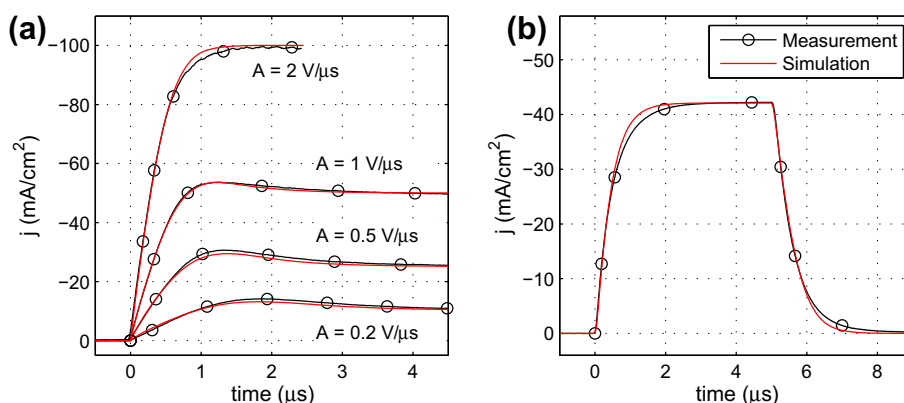 (a)
−100
−80
−60
−40
−20
0
j (mA/cm²)
A = 2 V/μs
A = 1 V/μs
A = 0.5 V/μs
A = 0.2 V/μs
0 1 2 3 4
time (μs)
(b)
−50
−40
−30
−20
−10
0
j (mA/cm²)
Measurement
Simulation
0 2 4 6 8
time (μs)